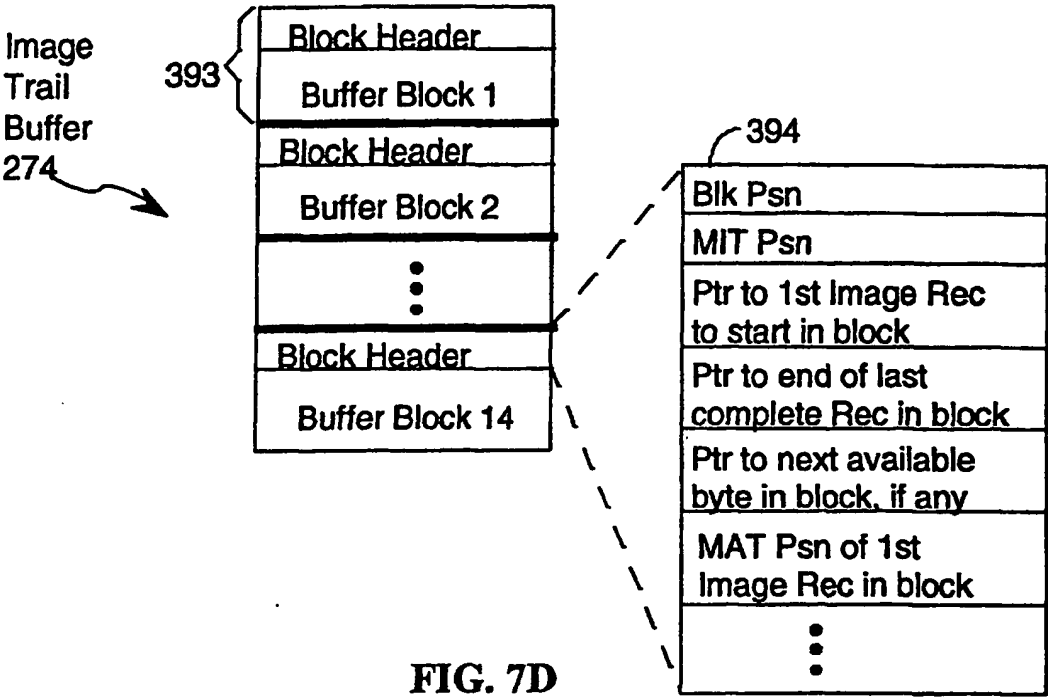 Image
Trail
Buffer
274
393
Block Header
Buffer Block 1
Block Header
Buffer Block 2
Block Header
Buffer Block 14
394
Blk Psn
MIT Psn
Ptr to 1st Image Rec
to start in block
Ptr to end of last
complete Rec in block
Ptr to next available
byte in block, if any
MAT Psn of 1st
Image Rec in block
FIG. 7D